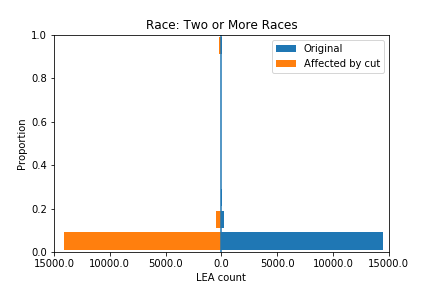 Race: Two or More Races
Original
Affected by cut
1.0
0.8
0.6
0.4
0.2
0.0
Proportion
15000.0 10000.0 5000.0 0.0 5000.0 10000.0 15000.0
LEA count